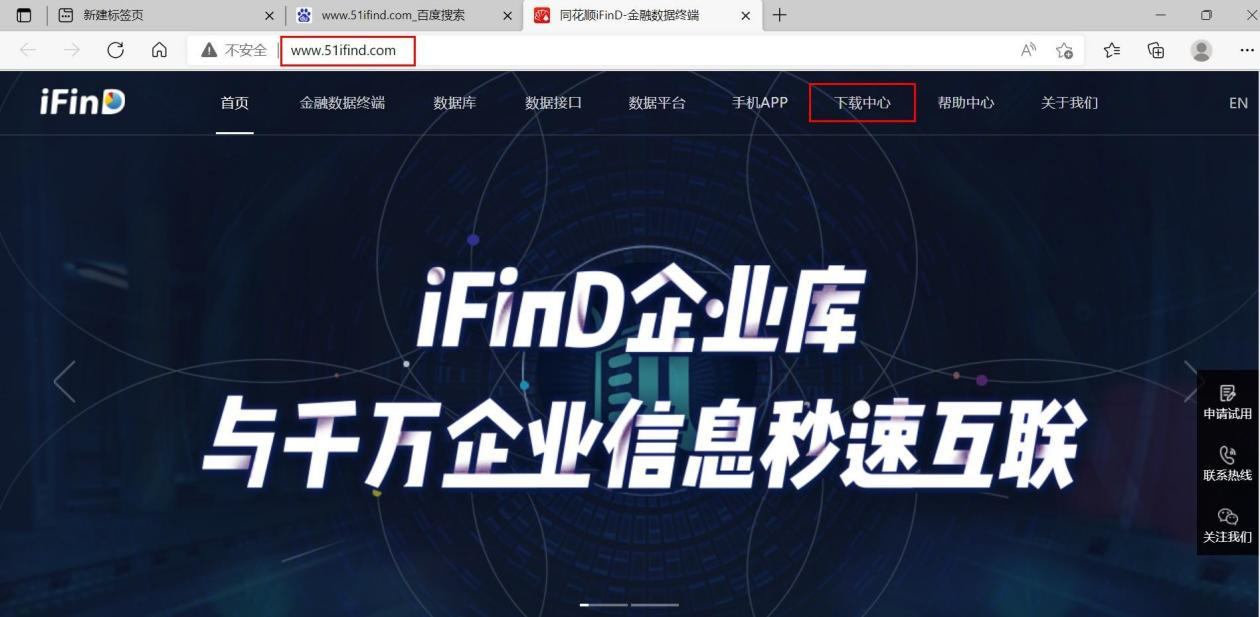 新建标签页
www.51ifind.com_百度搜索
同花顺iFinD-金融数据终端
不安全
www.51ifind.com
iFinD
首页
金融数据终端
数据库
数据接口
数据平台
手机APP
下载中心
帮助中心
关于我们
EN
iFinD企业库
与千万企业信息秒速互联
申请试用
联系热线
关注我们